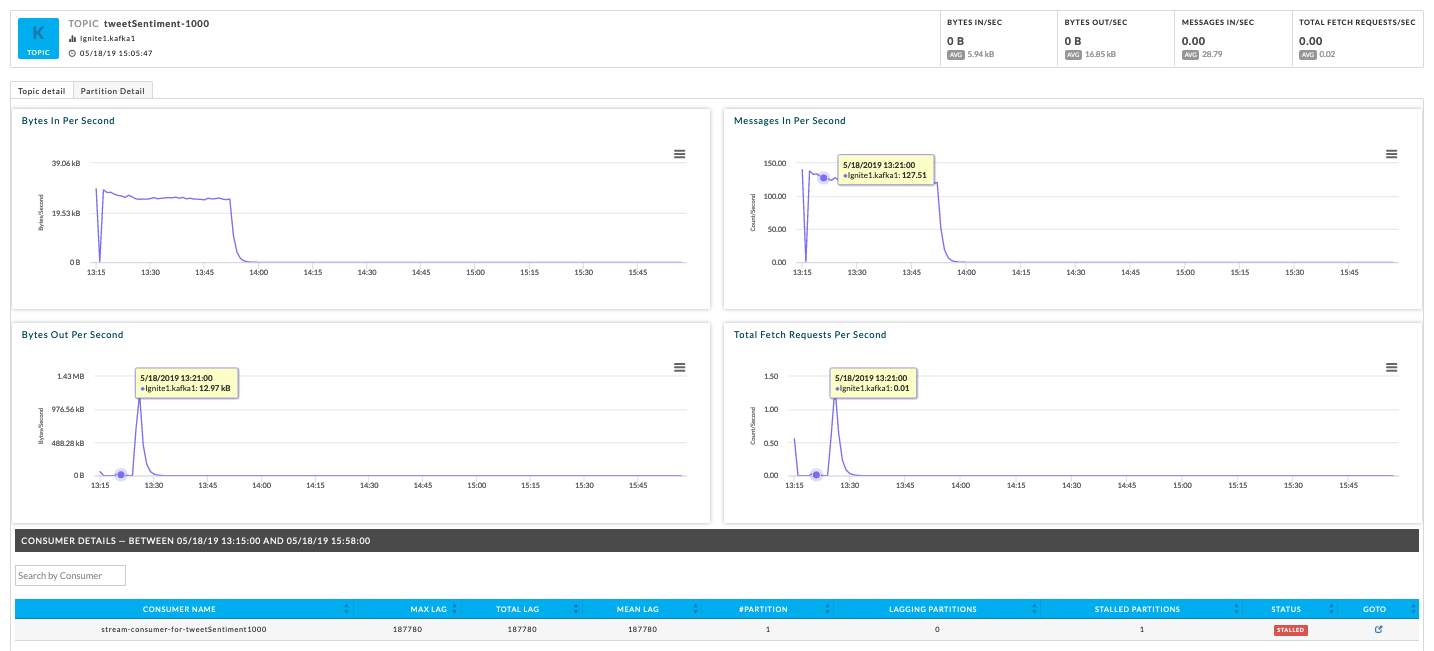 K
TOPIC
TOPIC tweetSentiment-1000
Ignite1.kafka1
05/18/19 15:05:47
BYTES IN/SEC
0 B
AVG 5.94 kB
BYTES OUT/SEC
0 B
AVG 16.85 kB
MESSAGES IN/SEC
0.00
AVG 28.79
TOTAL FETCH REQUESTS/SEC
0.00
AVG 0.02
Topic detail
Partition Detail
Bytes In Per Second
39.06 kB
19.53 kB
0 B
Bytes/Second
13:15 13:30 13:45 14:00 14:15 14:30 14:45 15:00 15:15 15:30 15:45
Messages In Per Second
5/18/2019 13:21:00
Ignite1.kafka1: 127.51
150.00
100.00
50.00
0.00
Count/Second
13:15 13:30 13:45 14:00 14:15 14:30 14:45 15:00 15:15 15:30 15:45
Bytes Out Per Second
5/18/2019 13:21:00
Ignite1.kafka1: 12.97 kB
1.43 MB
976.56 kB
488.28 kB
0 B
Bytes/Second
13:15 13:30 13:45 14:00 14:15 14:30 14:45 15:00 15:15 15:30 15:45
Total Fetch Requests Per Second
5/18/2019 13:21:00
Ignite1.kafka1: 0.01
1.50
1.00
0.50
0.00
Count/Second
13:15 13:30 13:45 14:00 14:15 14:30 14:45 15:00 15:15 15:30 15:45
CONSUMER DETAILS — BETWEEN 05/18/19 13:15:00 AND 05/18/19 15:58:00
Search by Consumer
CONSUMER NAME MAX LAG TOTAL LAG MEAN LAG #PARTITION LAGGING PARTITIONS STALLED PARTITIONS STATUS GOTO
stream-consumer-for-tweetSentiment1000 187780 187780 187780 1 0 1 STALLED